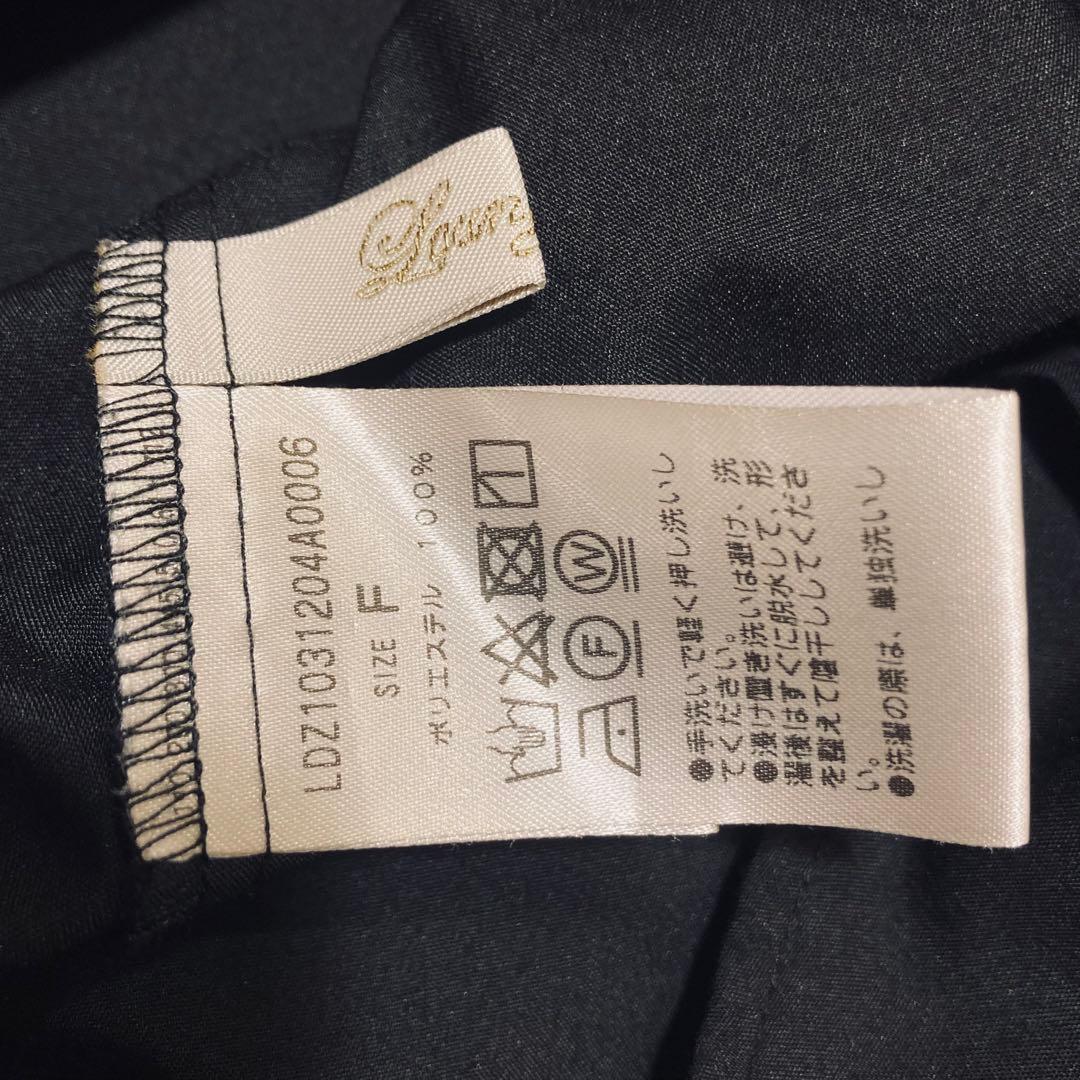 LDZ1031204A0006
SIZE F
ポリエステル 100%
W
F
●手洗いで軽く押し洗いし
てください。
●浸け置き洗いは避け、洗
濯後はすぐに脱水して、形
を整えて陰干ししてくださ
い。
●洗濯の際は、単独洗いし